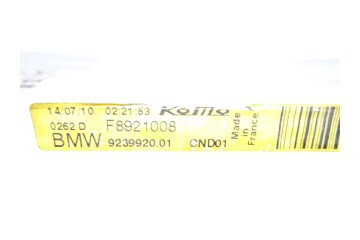 14/07/10 02:21:53 KoMo
0262 D F8921008
BMW 9239920.01 CND01
Made in France